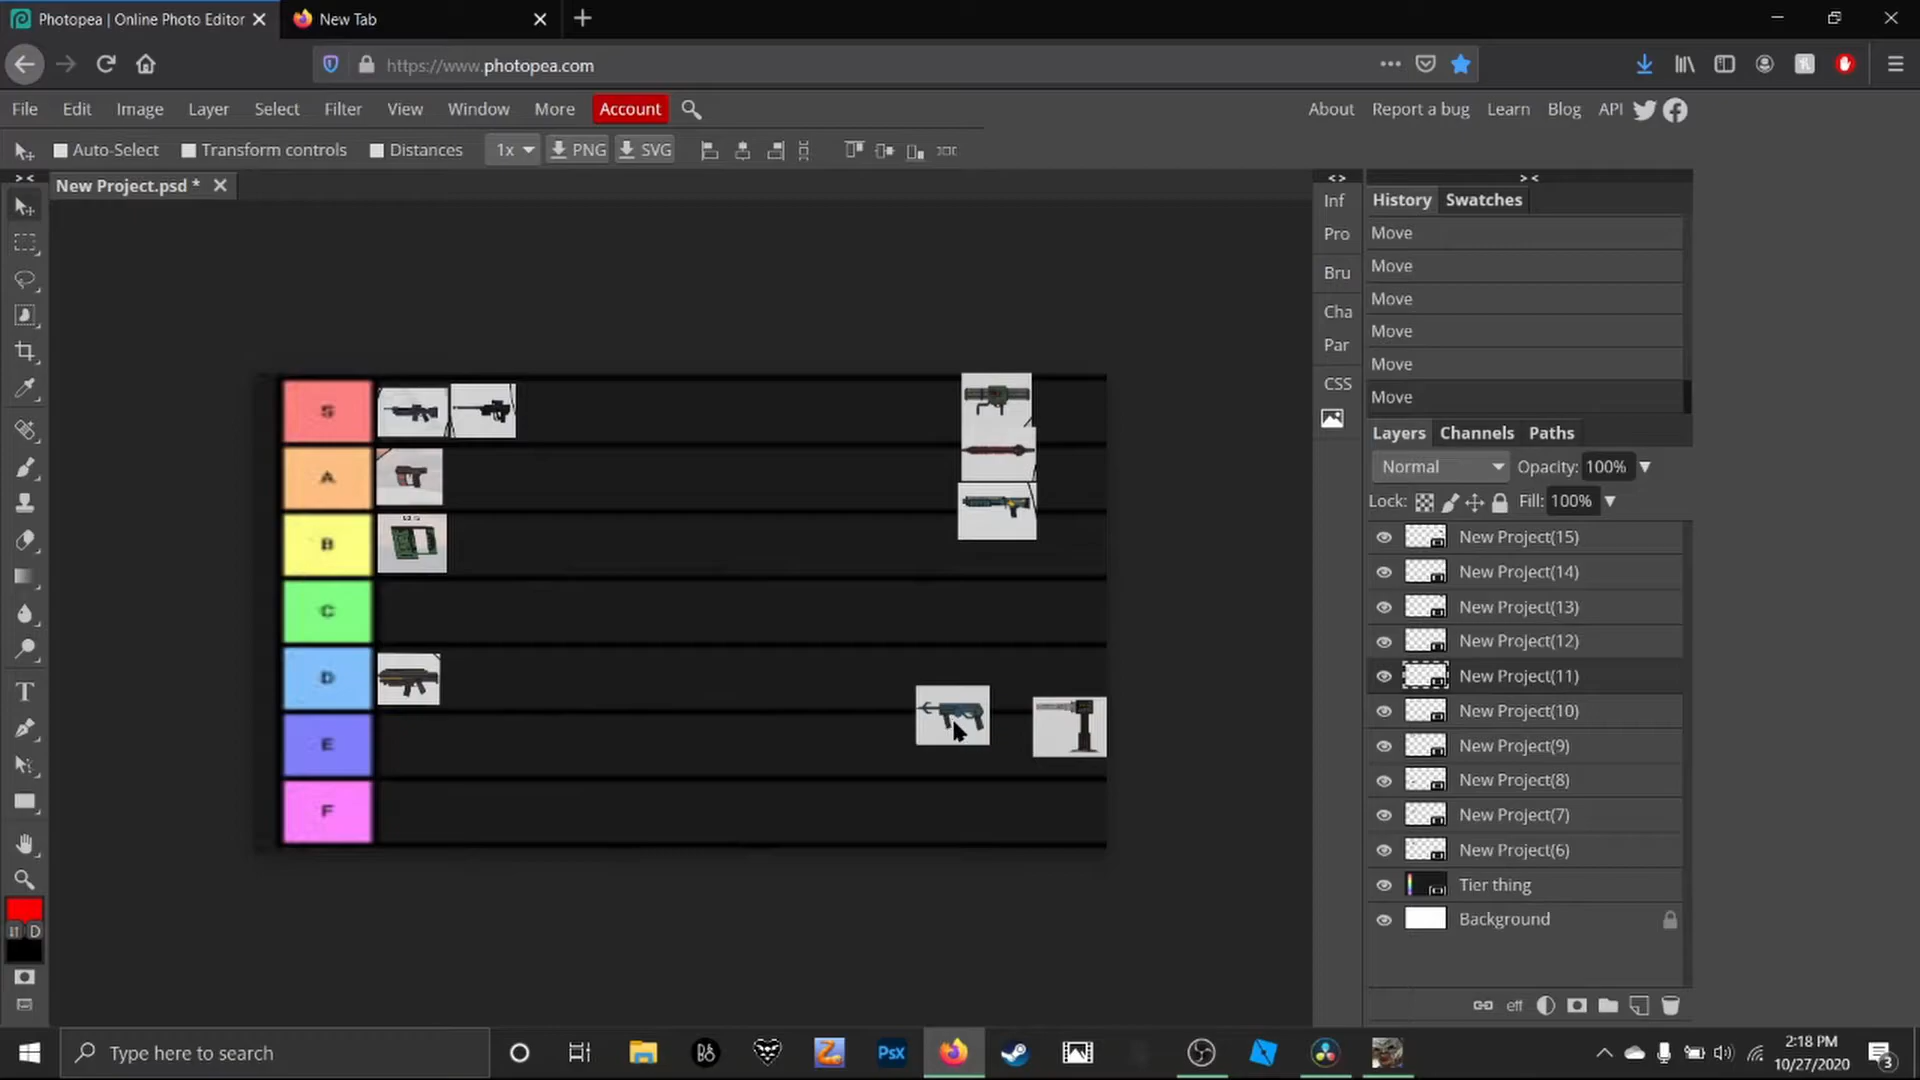 Photopea | Online Photo Editor
New Tab
https://www.photopea.com
File Edit Image Layer Select Filter View Window More Account
About Report a bug Learn Blog API
Auto-Select Transform controls Distances 1x PNG SVG
New Project.psd *
Inf
Pro
Bru
Cha
Par
CSS
History Swatches
Move
Move
Move
Move
Move
Move
Layers Channels Paths
Normal Opacity: 100%
Lock: Fill: 100%
New Project(15)
New Project(14)
New Project(13)
New Project(12)
New Project(11)
New Project(10)
New Project(9)
New Project(8)
New Project(7)
New Project(6)
Tier thing
Background
eff
S
A
B
C
D
E
F
D
Type here to search
Psx
2:18 PM
10/27/2020
3